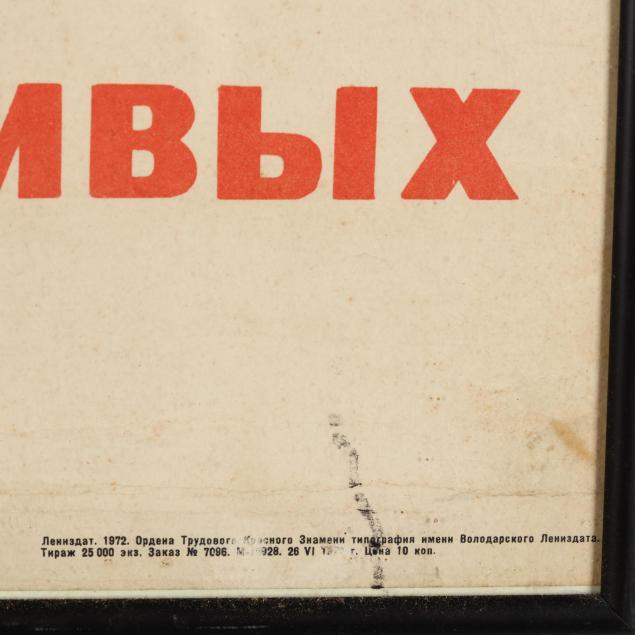 ИВЫХ
Лениздат. 1972. Ордена Трудового Красного Знамени типография имени Володарского Лениздата.
Тираж 25 000 экз. Заказ № 7096. 26 VI г. Цена 10 коп.